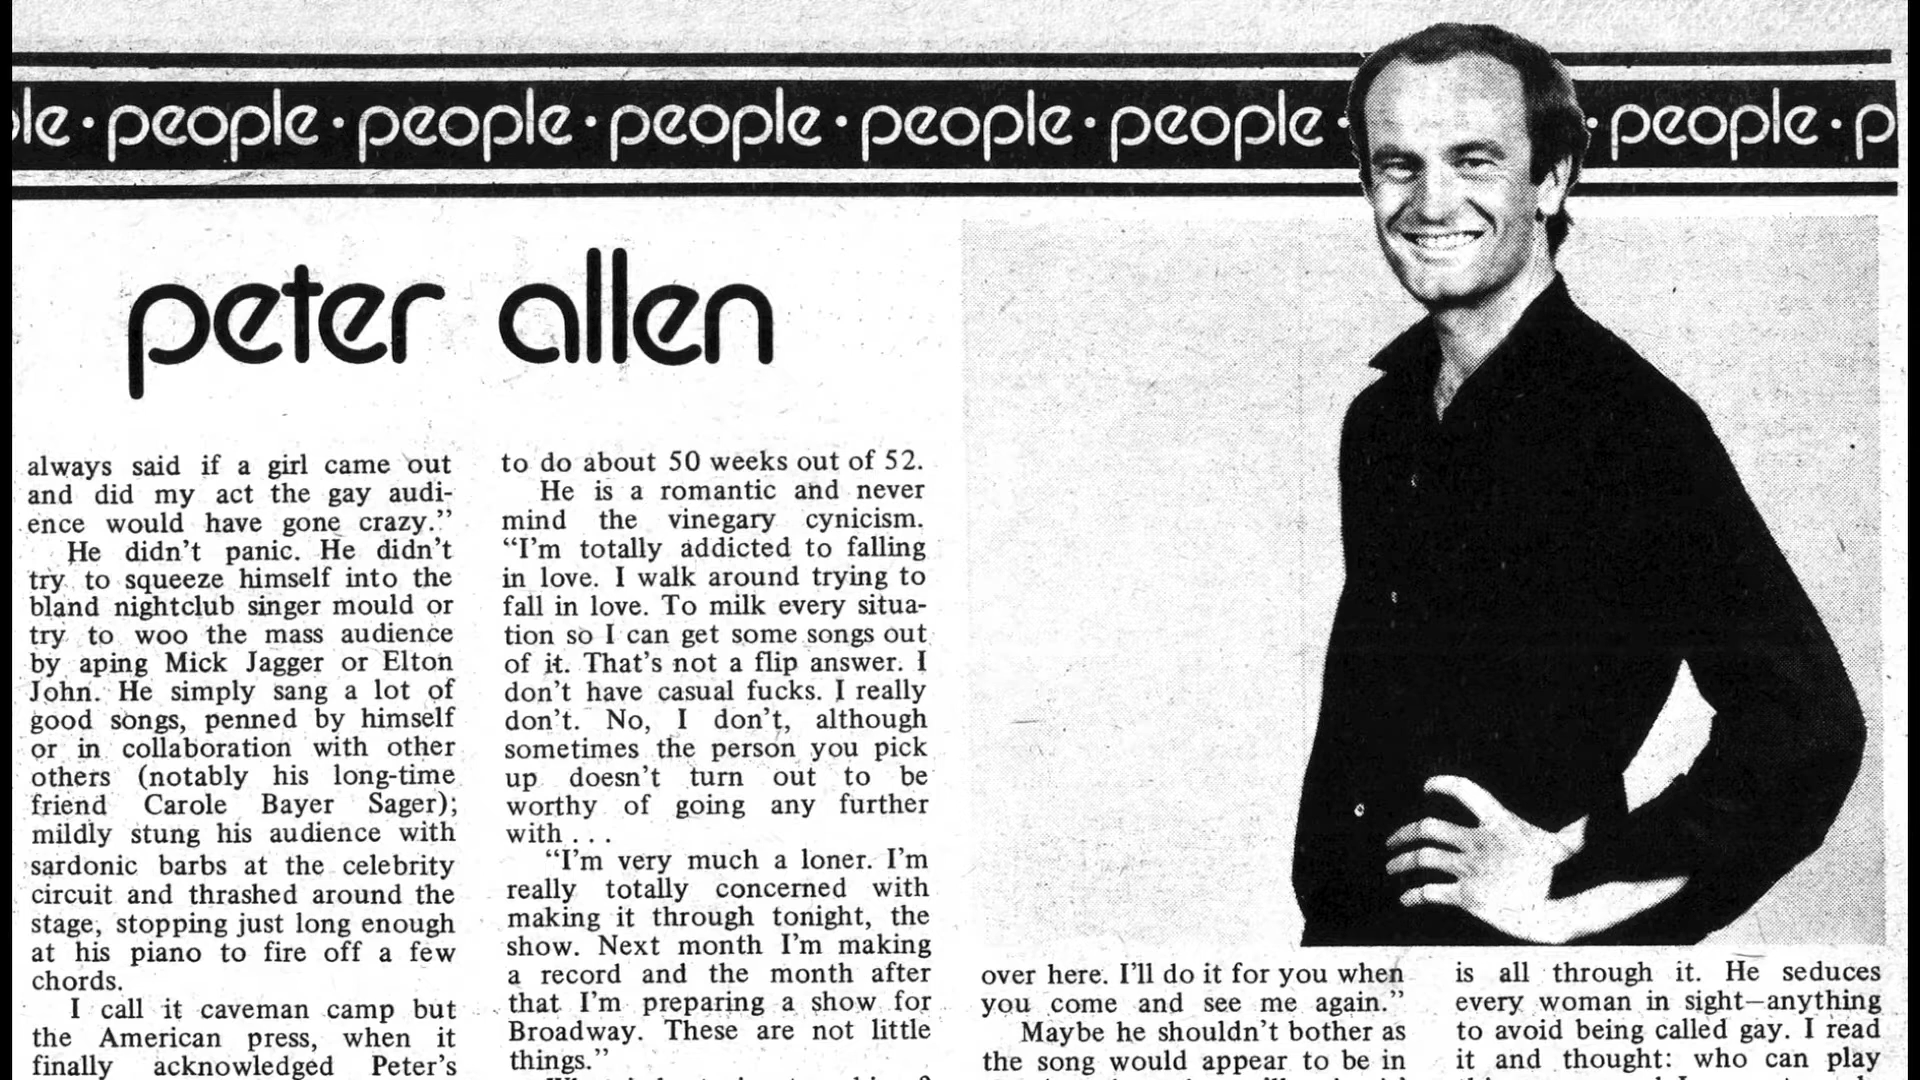 le · people · people · people · people · people · people · p
peter allen
always said if a girl came out
and did my act the gay audi-
ence would have gone crazy.”
He didn’t panic. He didn’t
try to squeeze himself into the
bland nightclub singer mould or
try to woo the mass audience
by aping Mick Jagger or Elton
John. He simply sang a lot of
good songs, penned by himself
or in collaboration with other
others (notably his long-time
friend Carole Bayer Sager);
mildly stung his audience with
sardonic barbs at the celebrity
circuit and thrashed around the
stage, stopping just long enough
at his piano to fire off a few
chords.
I call it caveman camp but
the American press, when it
finally acknowledged Peter’s
to do about 50 weeks out of 52.
He is a romantic and never
mind the vinegary cynicism.
“I’m totally addicted to falling
in love. I walk around trying to
fall in love. To milk every situa-
tion so I can get some songs out
of it. That’s not a flip answer. I
don’t have casual fucks. I really
don’t. No, I don’t, although
sometimes the person you pick
up doesn’t turn out to be
worthy of going any further
with . . .
“I’m very much a loner. I’m
really totally concerned with
making it through tonight, the
show. Next month I’m making
a record and the month after
that I’m preparing a show for
Broadway. These are not little
things.”
over here. I’ll do it for you when
you come and see me again.”
Maybe he shouldn’t bother as
the song would appear to be in
is all through it. He seduces
every woman in sight—anything
to avoid being called gay. I read
it and thought: who can play